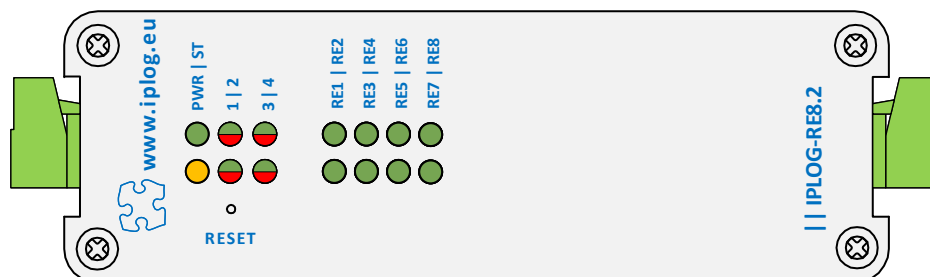 www.iplog.eu
PWR | ST
1 | 2
3 | 4
RE1 | RE2
RE3 | RE4
RE5 | RE6
RE7 | RE8
RESET
|| IPLOG-RE8.2